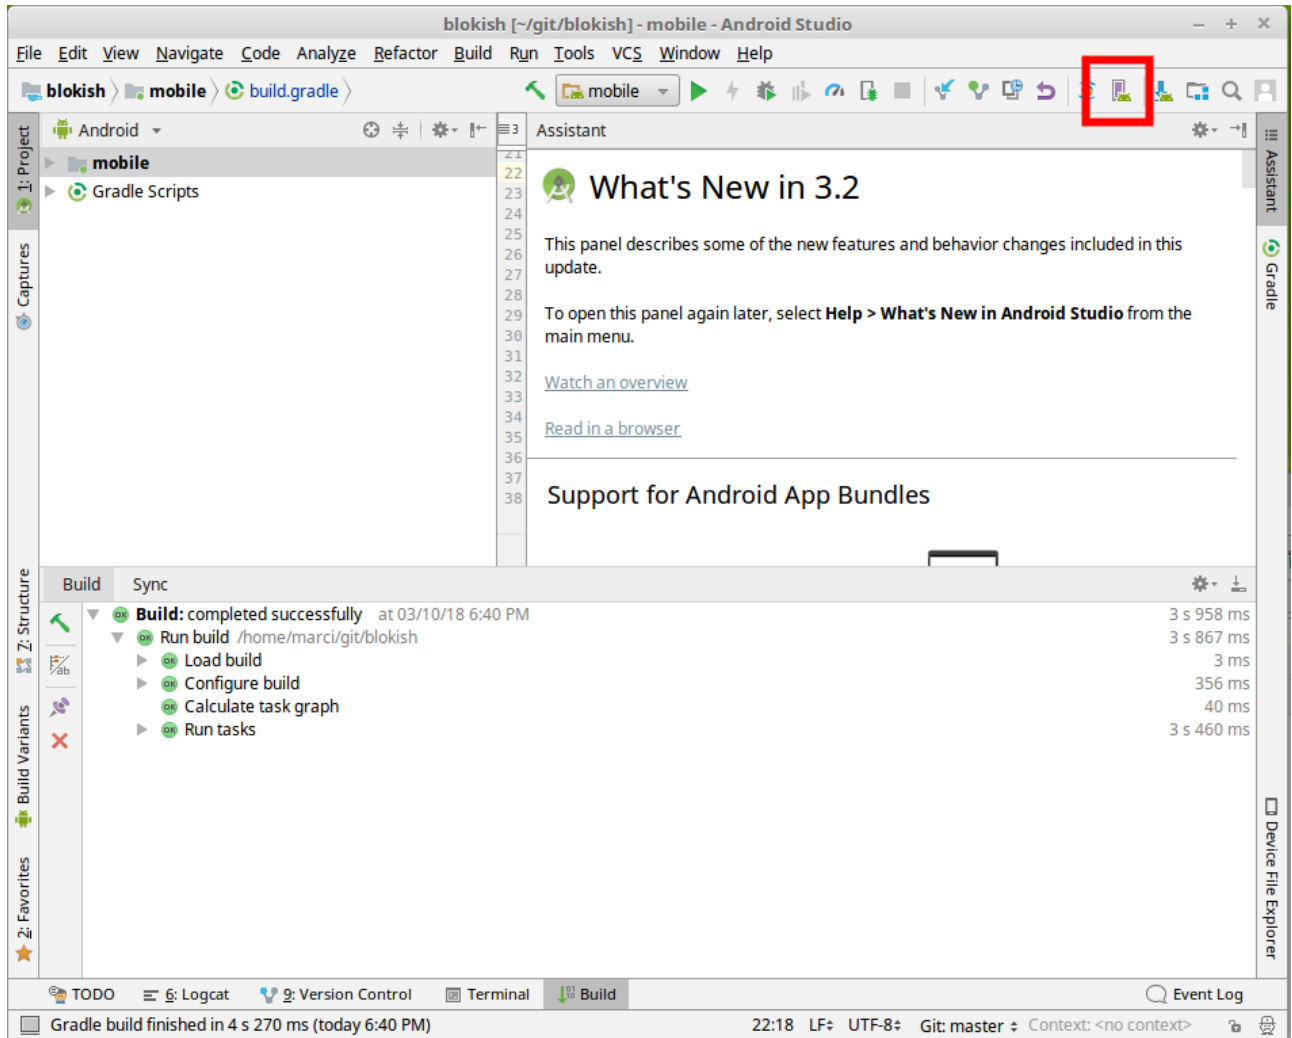 blokish [~/git/blokish] - mobile - Android Studio
File Edit View Navigate Code Analyze Refactor Build Run Tools VCS Window Help
blokish mobile build.gradle mobile
1: Project
Captures
Z: Structure
Build Variants
2: Favorites
Android
mobile
Gradle Scripts
3
21
22
23
24
25
26
27
28
29
30
31
32
33
34
35
36
37
38
Assistant
What's New in 3.2
This panel describes some of the new features and behavior changes included in this
update.
To open this panel again later, select Help > What's New in Android Studio from the
main menu.
Watch an overview
Read in a browser
Support for Android App Bundles
Assistant
Gradle
Device File Explorer
Build Sync
Build: completed successfully at 03/10/18 6:40 PM 3 s 958 ms
Run build /home/marci/git/blokish 3 s 867 ms
Load build 3 ms
Configure build 356 ms
Calculate task graph 40 ms
Run tasks 3 s 460 ms
TODO 6: Logcat 9: Version Control Terminal Build Event Log
Gradle build finished in 4 s 270 ms (today 6:40 PM) 22:18 LF UTF-8 Git: master Context: <no context>